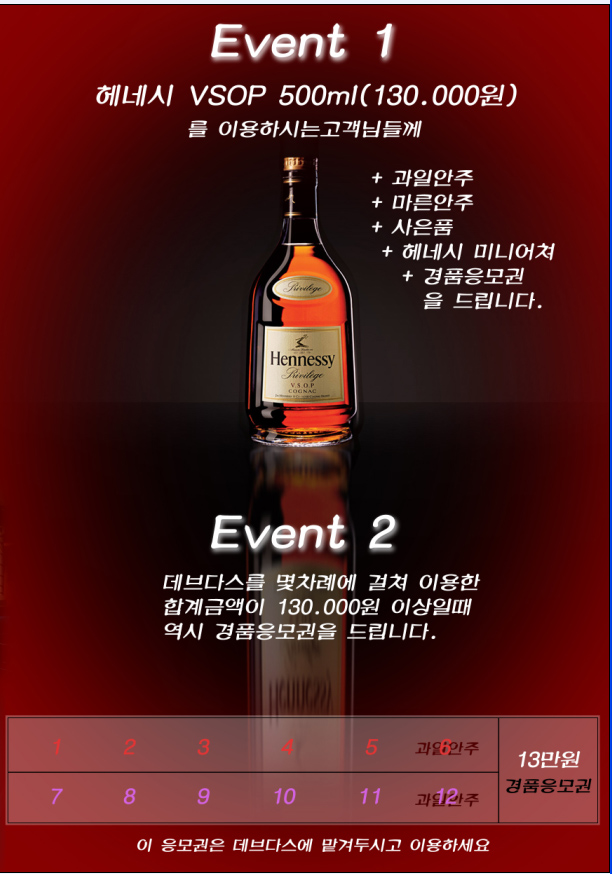 Event 1
헤네시 VSOP 500ml(130.000원)
를 이용하시는고객님들께
+ 과일안주
+ 마른안주
+ 사은품
+ 헤네시 미니어쳐
+ 경품응모권
을 드립니다.
Privilège
Hennessy
Privilège
V.S.O.P
COGNAC
Event 2
데브다스를 몇차례에 걸쳐 이용한
합계금액이 130.000원 이상일때
역시 경품응모권을 드립니다.
1 2 3 4 5 6 과일안주
13만원
경품응모권
7 8 9 10 11 12 과일안주
이 응모권은 데브다스에 맡겨두시고 이용하세요